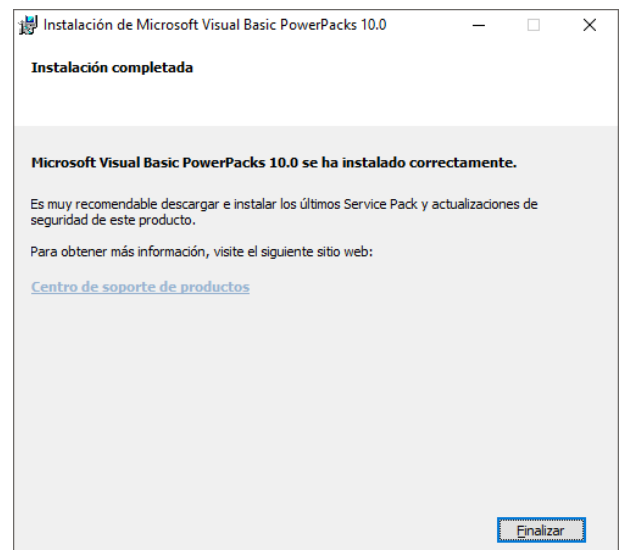 Instalación de Microsoft Visual Basic PowerPacks 10.0
Instalación completada
Microsoft Visual Basic PowerPacks 10.0 se ha instalado correctamente.
Es muy recomendable descargar e instalar los últimos Service Pack y actualizaciones de
seguridad de este producto.
Para obtener más información, visite el siguiente sitio web:
Centro de soporte de productos
Finalizar